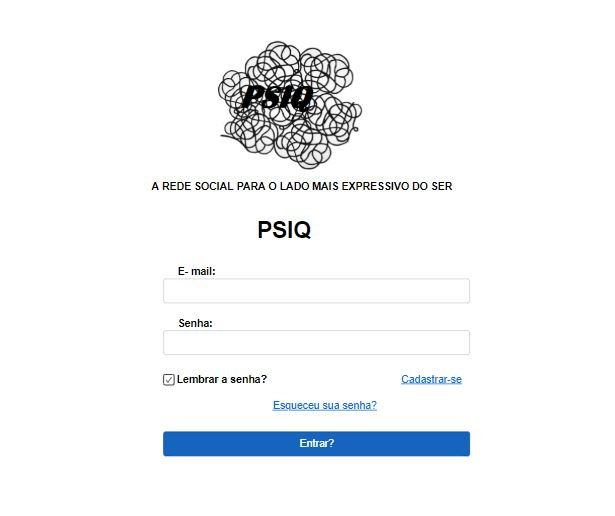 PSIQ
A REDE SOCIAL PARA O LADO MAIS EXPRESSIVO DO SER
PSIQ
E- mail:
Senha:
Lembrar a senha? Cadastrar-se
Esqueceu sua senha?
Entrar?